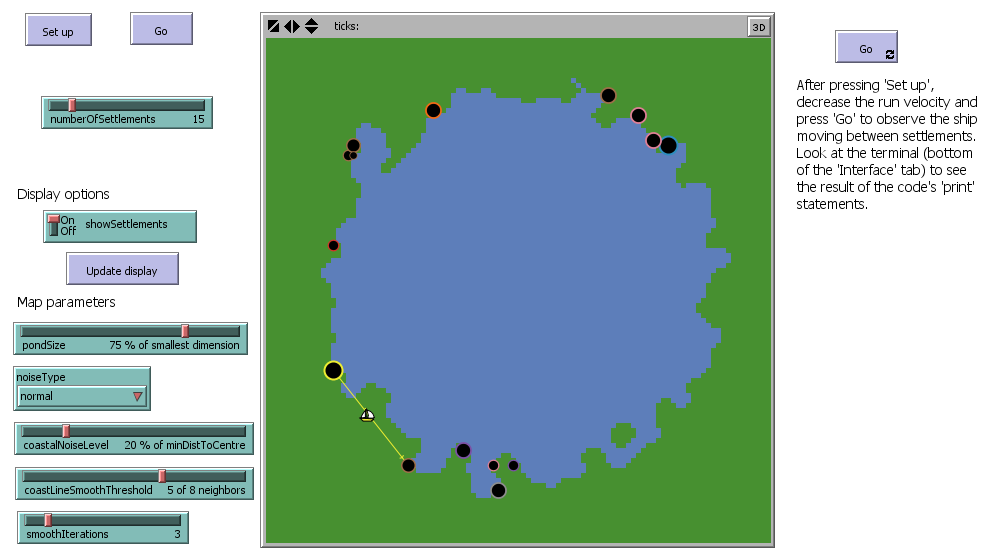 Set up
Go
numberOfSettlements 15
Display options
On
Off
showSettlements
Update display
Map parameters
pondSize 75 % of smallest dimension
noiseType
normal
coastalNoiseLevel 20 % of minDistToCentre
coastLineSmoothThreshold 5 of 8 neighbors
smoothIterations 3
ticks:
3D
Go
After pressing 'Set up',
decrease the run velocity and
press 'Go' to observe the ship
moving between settlements.
Look at the terminal (bottom
of the 'Interface' tab) to see
the result of the code's 'print'
statements.